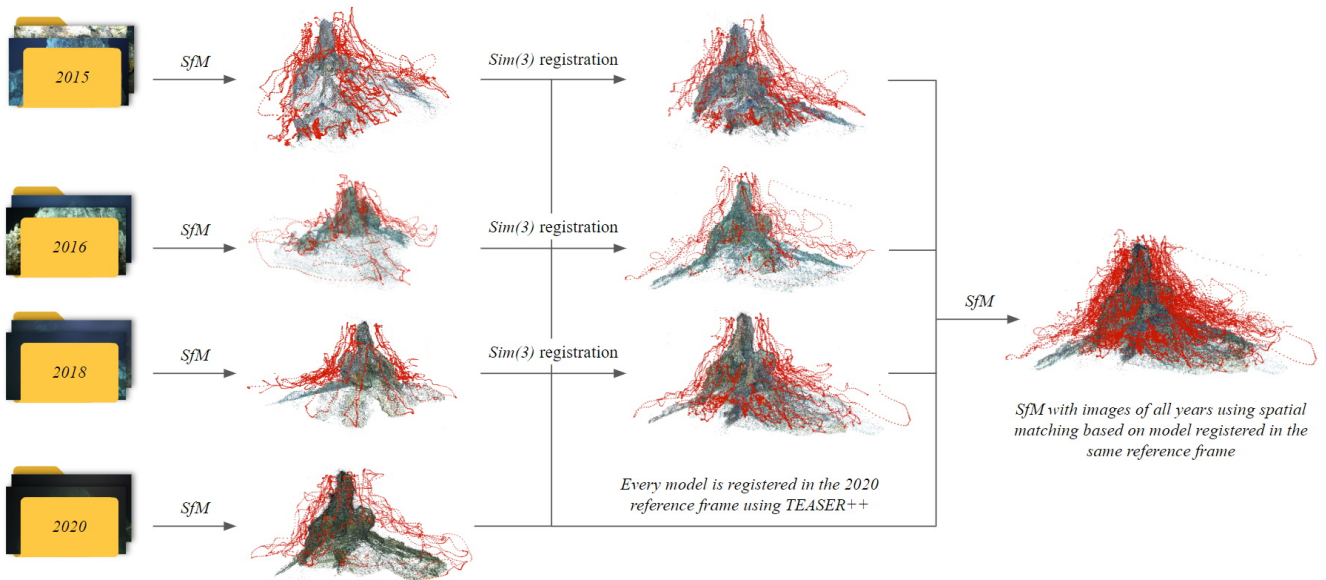 2015
SfM
Sim(3) registration
2016
SfM
Sim(3) registration
SfM
2018
SfM
Sim(3) registration
SfM with images of all years using spatial
matching based on model registered in the
same reference frame
2020
SfM
Every model is registered in the 2020
reference frame using TEASER++